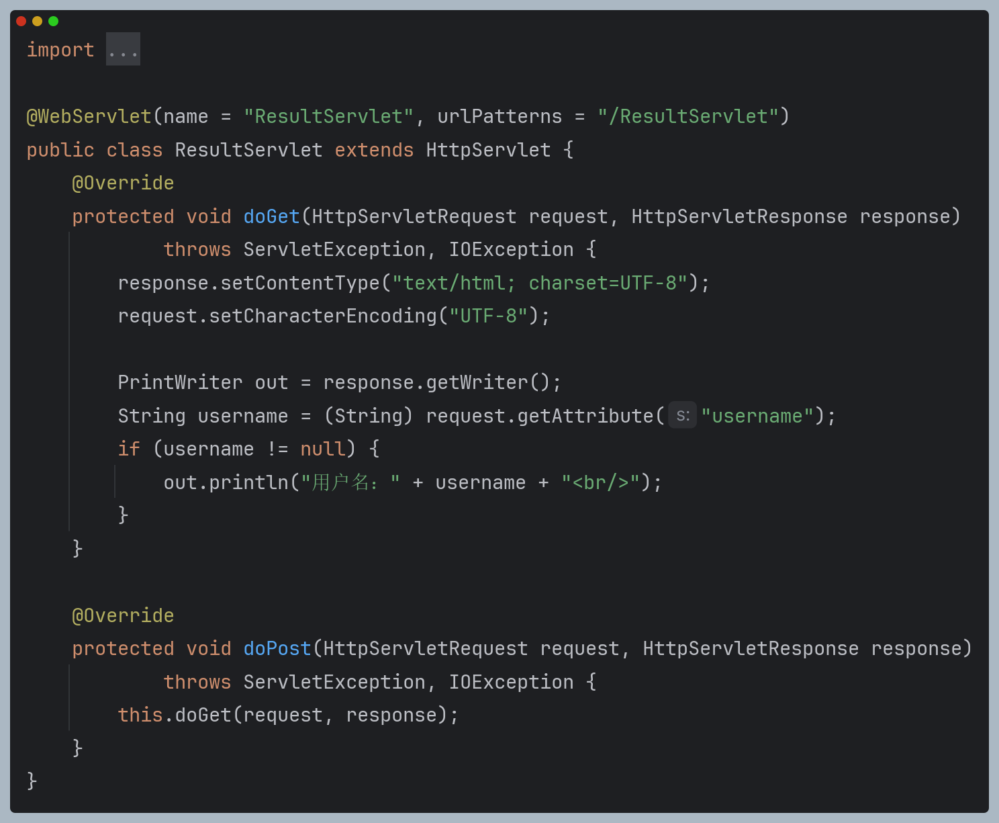 import ...
@WebServlet(name = "ResultServlet", urlPatterns = "/ResultServlet")
public class ResultServlet extends HttpServlet {
    @Override
    protected void doGet(HttpServletRequest request, HttpServletResponse response)
            throws ServletException, IOException {
        response.setContentType("text/html; charset=UTF-8");
        request.setCharacterEncoding("UTF-8");
        PrintWriter out = response.getWriter();
        String username = (String) request.getAttribute( s: "username");
        if (username != null) {
            out.println("用户名：" + username + "<br/>");
        }
    }
    @Override
    protected void doPost(HttpServletRequest request, HttpServletResponse response)
            throws ServletException, IOException {
        this.doGet(request, response);
    }
}